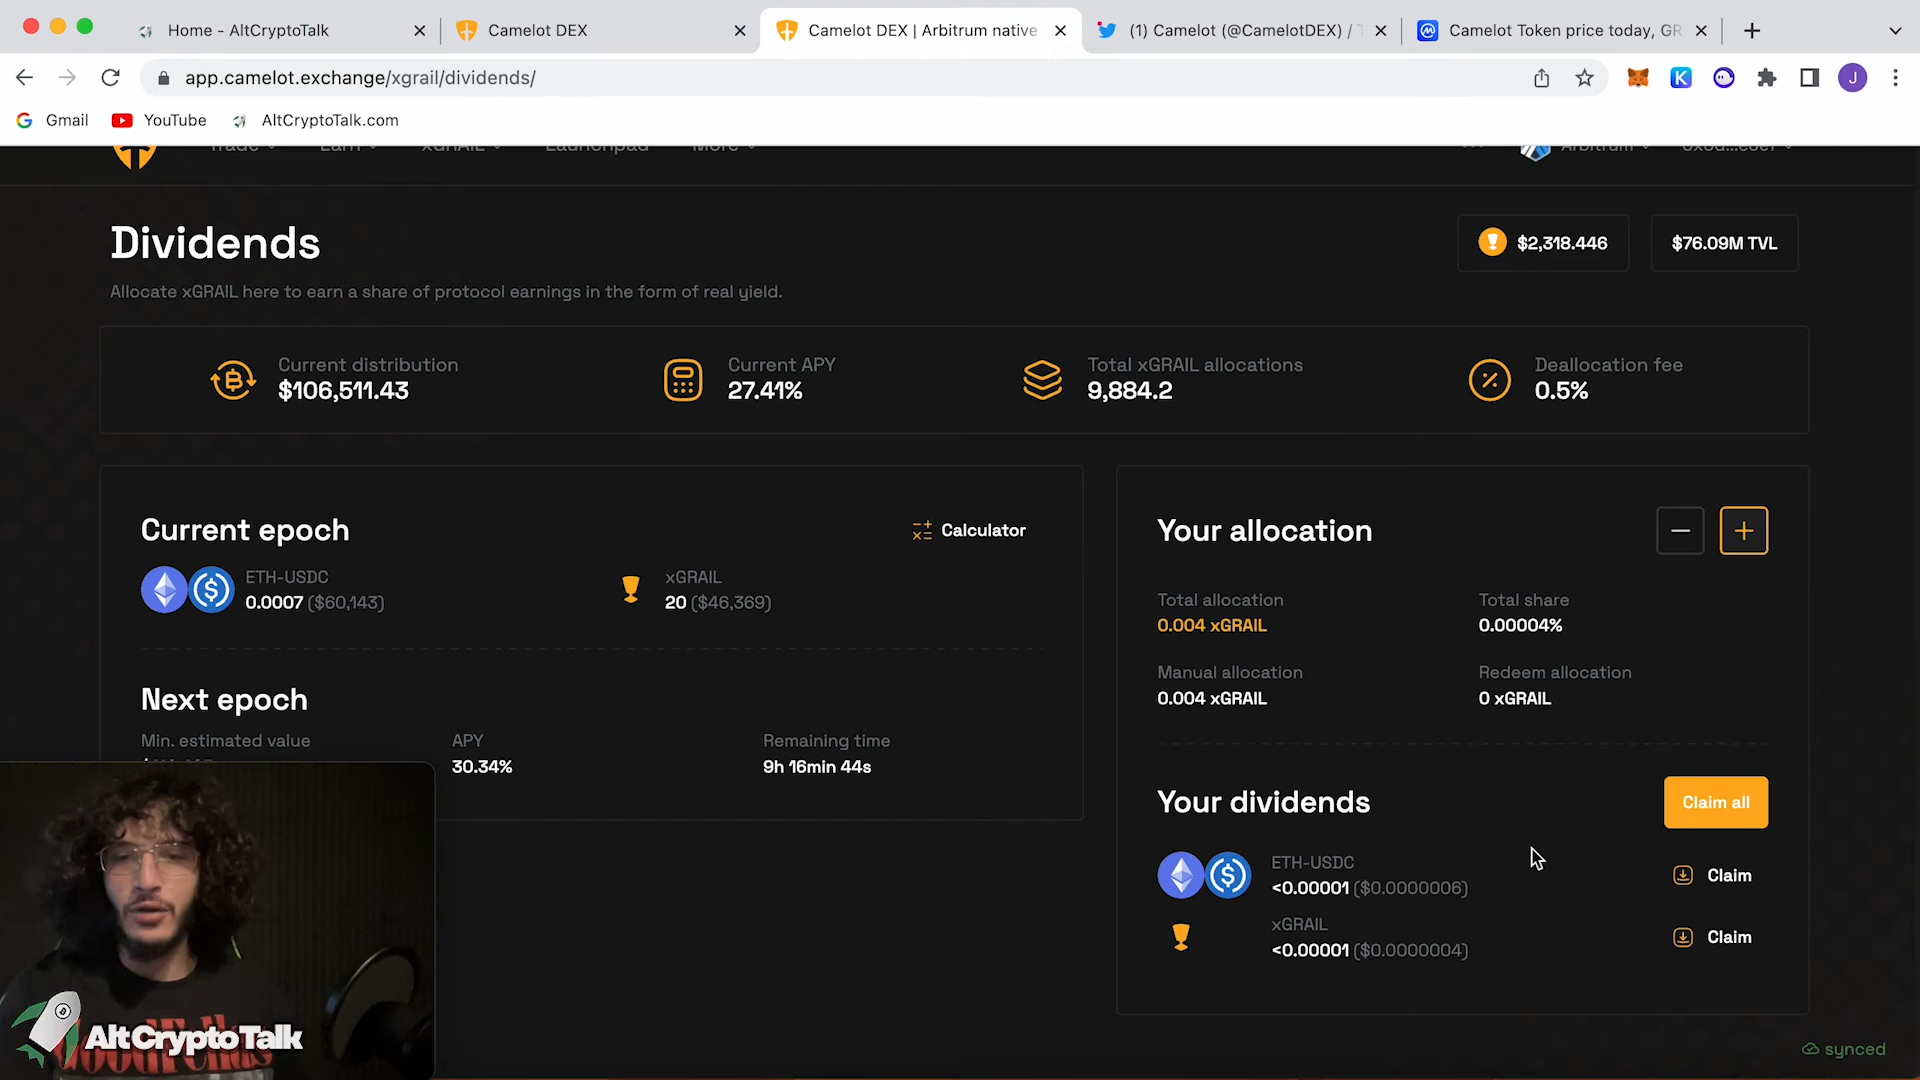 Home - AltCryptoTalk
Camelot DEX
Camelot DEX | Arbitrum native
(1) Camelot (@CamelotDEX) / T
Camelot Token price today, GR
app.camelot.exchange/xgrail/dividends/
J
Gmail
YouTube
AltCryptoTalk.com
Trade
Earn
xGRAIL
Launchpad
More
Arbitrum
Dividends
$2,318.446
$76.09M TVL
Allocate xGRAIL here to earn a share of protocol earnings in the form of real yield.
Current distribution
$106,511.43
Current APY
27.41%
Total xGRAIL allocations
9,884.2
Deallocation fee
0.5%
Current epoch
Calculator
ETH-USDC
0.0007 ($60,143)
xGRAIL
20 ($46,369)
Next epoch
Min. estimated value
APY
30.34%
Remaining time
9h 16min 44s
Your allocation
Total allocation
0.004 xGRAIL
Total share
0.00004%
Manual allocation
0.004 xGRAIL
Redeem allocation
0 xGRAIL
Your dividends
Claim all
ETH-USDC
<0.00001 ($0.0000006)
Claim
xGRAIL
<0.00001 ($0.0000004)
Claim
AltCryptoTalk
synced